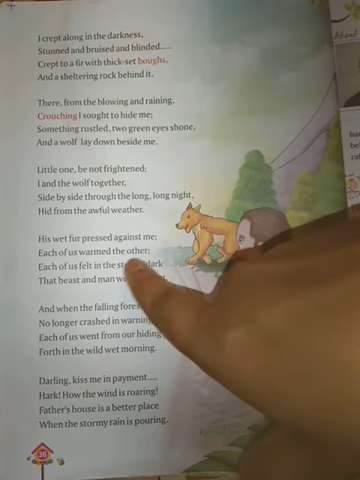 I crept along in the darkness,
Stunned and bruised and blinded.....
Crept to a fir with thick-set boughs,
And a sheltering rock behind it.
There, from the blowing and raining,
Crouching I sought to hide me;
Something rustled, two green eyes shone,
And a wolf lay down beside me.
Little one, be not frightened;
I and the wolf together,
Side by side through the long, long night,
Hid from the awful weather.
His wet fur pressed against me;
Each of us warmed the other;
Each of us felt in the dark
That beast and man
And when the falling
No longer crashed in
Each of us went from our hiding
Forth in the wild wet morning.
Darling, kiss me in payment....
Hark! How the wind is roaring!
Father's house is a better place
When the stormy rain is pouring.
36